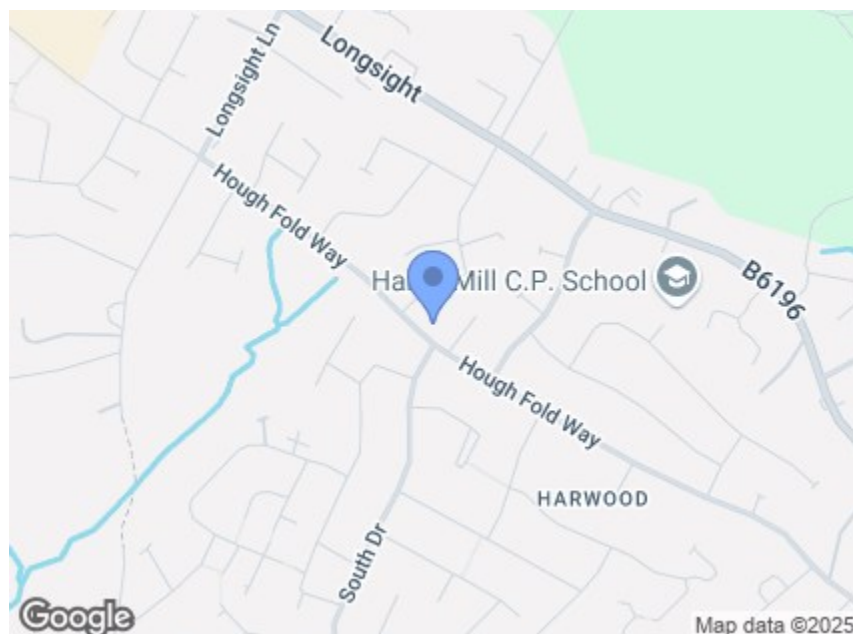 Longsight
Longsight Ln
Hough Fold Way
Mill C.P. School
B6196
Hough Fold Way
HARWOOD
South Dr
Google
Map data ©2025